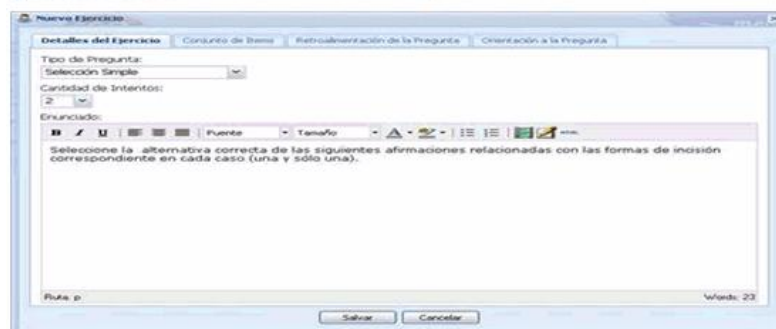 Nuevo Ejercicio
Detalles del Ejercicio Conjunto de Items Retroalimentación de la Pregunta Orientación a la Pregunta
Tipo de Pregunta:
Selección Simple
Cantidad de Intentos:
2
Enunciado:
B I U Fuente Tamaño A HTML
Seleccione la alternativa correcta de las siguientes afirmaciones relacionadas con las formas de incisión
correspondiente en cada caso (una y sólo una).
Ruta: p Words: 23
Salvar Cancelar